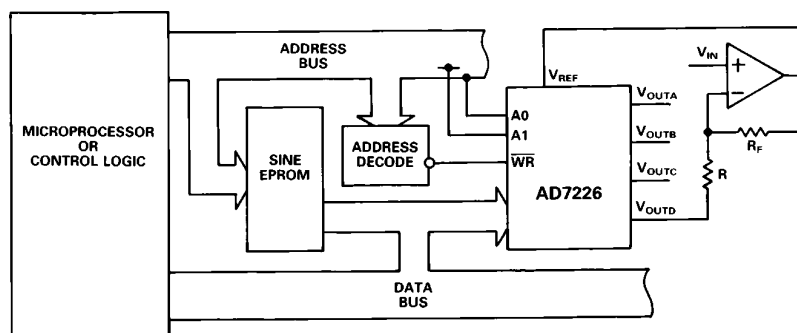 MICROPROCESSOR
OR
CONTROL LOGIC
ADDRESS
BUS
SINE
EPROM
ADDRESS
DECODE
DATA
BUS
VREF
A0
A1
WR
AD7226
VOUTA
VOUTB
VOUTC
VOUTD
VIN
+
−
RF
R